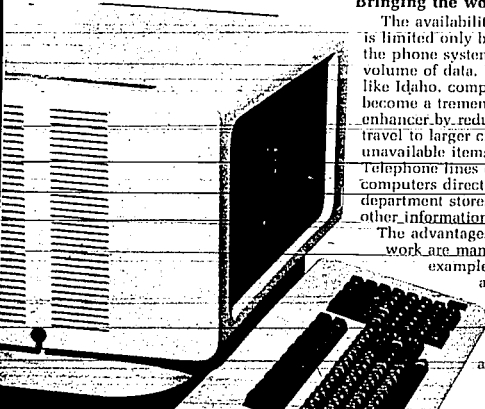 Bringing the wo
The availabilit
is limited only b
the phone system
volume of data.
like Idaho, comp
become a tremen
enhancer by redu
travel to larger c
unavailable items
Telephone lines
computers direct
department store
other information
The advantages
work are man
example
a
a